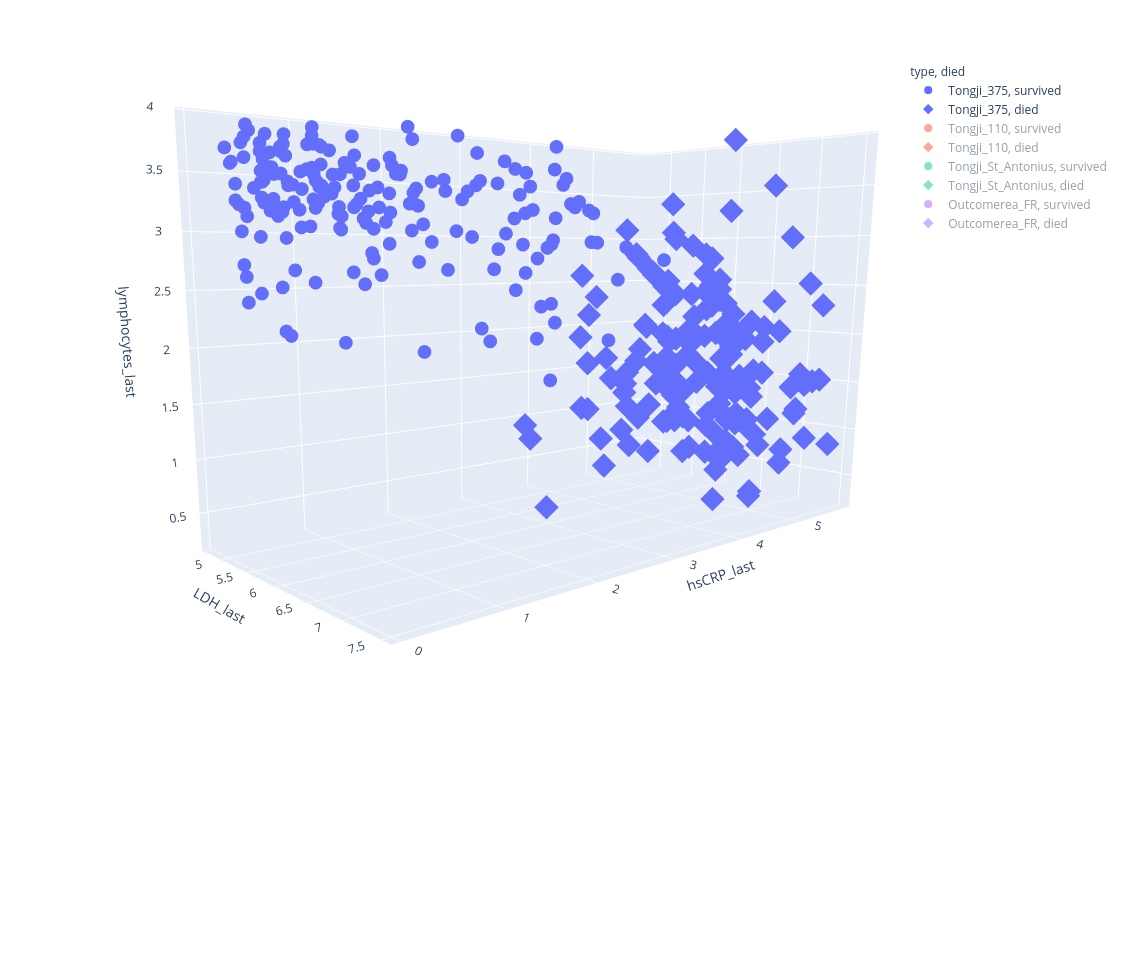 type, died
Tongji_375, survived
Tongji_375, died
Tongji_110, survived
Tongji_110, died
Tongji_St_Antonius, survived
Tongji_St_Antonius, died
Outcomerea_FR, survived
Outcomerea_FR, died
4
3.5
3
2.5
2
1.5
1
0.5
lymphocytes_last
5
5.5
6
6.5
7
7.5
LDH_last
0
1
2
3
4
5
hsCRP_last